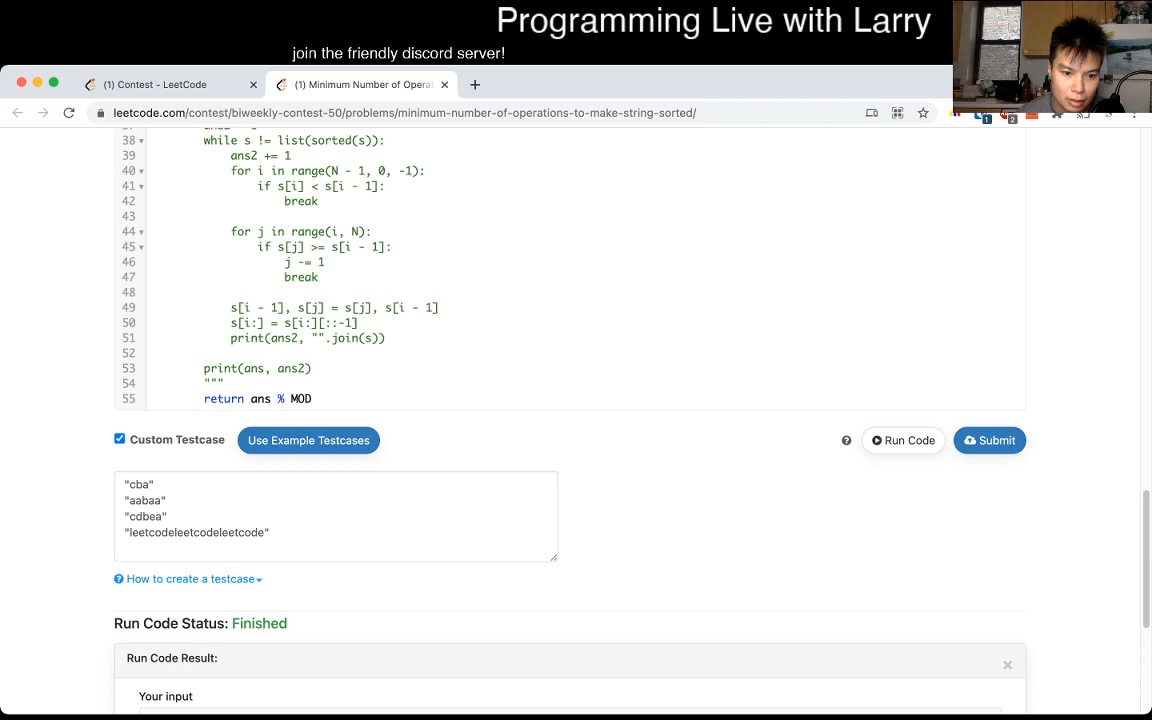 Programming Live with Larry
join the friendly discord server!
(1) Contest - LeetCode
(1) Minimum Number of Opera
leetcode.com/contest/biweekly-contest-50/problems/minimum-number-of-operations-to-make-string-sorted/
1
2
38 while s != list(sorted(s)):
39 ans2 += 1
40 for i in range(N - 1, 0, -1):
41 if s[i] < s[i - 1]:
42 break
43
44 for j in range(i, N):
45 if s[j] >= s[i - 1]:
46 j -= 1
47 break
48
49 s[i - 1], s[j] = s[j], s[i - 1]
50 s[i:] = s[i:][::-1]
51 print(ans2, "".join(s))
52
53 print(ans, ans2)
54 """
55 return ans % MOD
Custom Testcase
Use Example Testcases
Run Code
Submit
"cba"
"aabaa"
"cdbea"
"leetcodeleetcodeleetcode"
How to create a testcase
Run Code Status: Finished
Run Code Result:
Your input